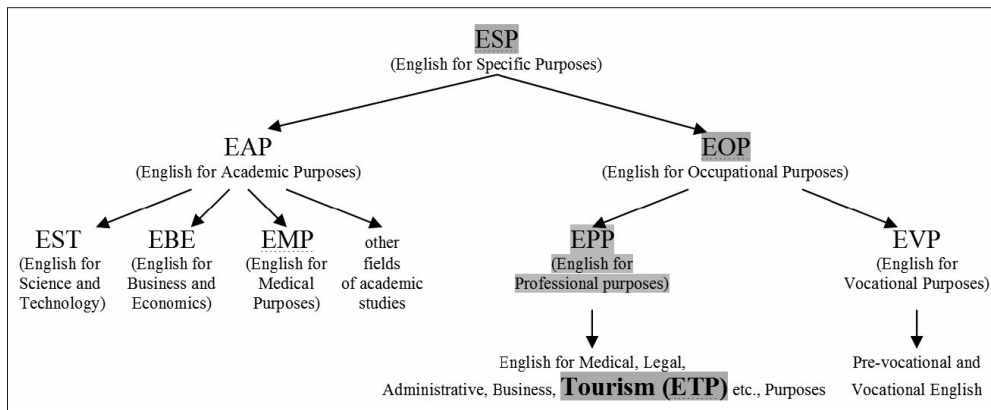 ESP
(English for Specific Purposes)
EAP
(English for Academic Purposes)
EOP
(English for Occupational Purposes)
EST
(English for
Science and
Technology)
EBE
(English for
Business and
Economics)
EMP
(English for
Medical
Purposes)
other
fields
of academic
studies
EPP
(English for
Professional purposes)
EVP
(English for
Vocational Purposes)
English for Medical, Legal,
Administrative, Business, Tourism (ETP) etc., Purposes
Pre-vocational and
Vocational English